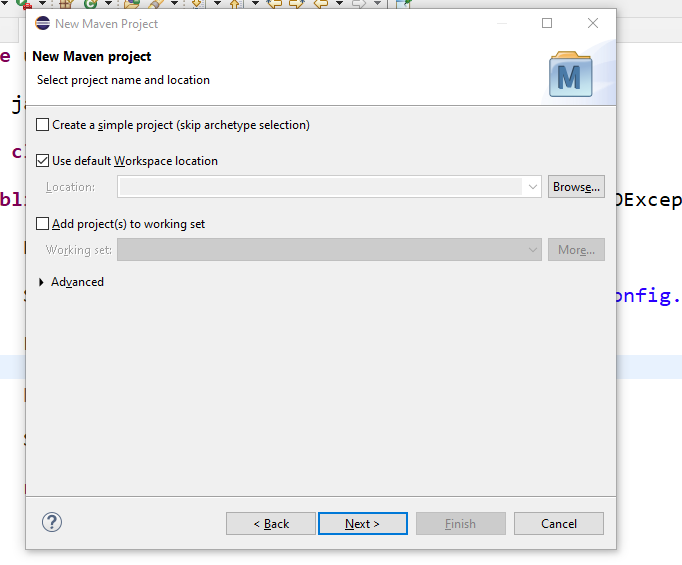 New Maven Project
New Maven project
Select project name and location
M
Create a simple project (skip archetype selection)
Use default Workspace location
Location:
Browse...
Add project(s) to working set
Working set:
More...
Advanced
? < Back Next > Finish Cancel
e
j
c
bli
DExcep
onfig.